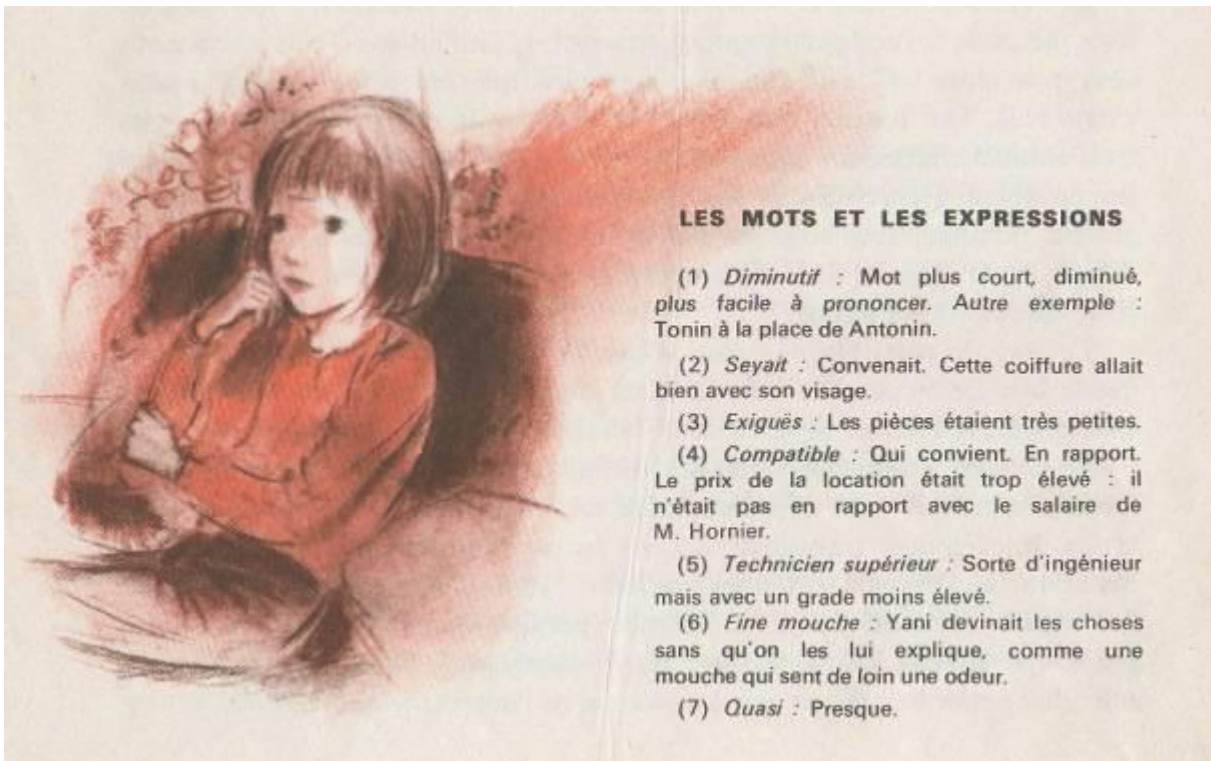 LES MOTS ET LES EXPRESSIONS
(1) Diminutif : Mot plus court, diminué,
plus facile à prononcer. Autre exemple :
Tonin à la place de Antonin.
(2) Seyait : Convenait. Cette coiffure allait
bien avec son visage.
(3) Exiguës : Les pièces étaient très petites.
(4) Compatible : Qui convient. En rapport.
Le prix de la location était trop élevé : il
n'était pas en rapport avec le salaire de
M. Hornier.
(5) Technicien supérieur : Sorte d'ingénieur
mais avec un grade moins élevé.
(6) Fine mouche : Yani devinait les choses
sans qu'on les lui explique, comme une
mouche qui sent de loin une odeur.
(7) Quasi : Presque.